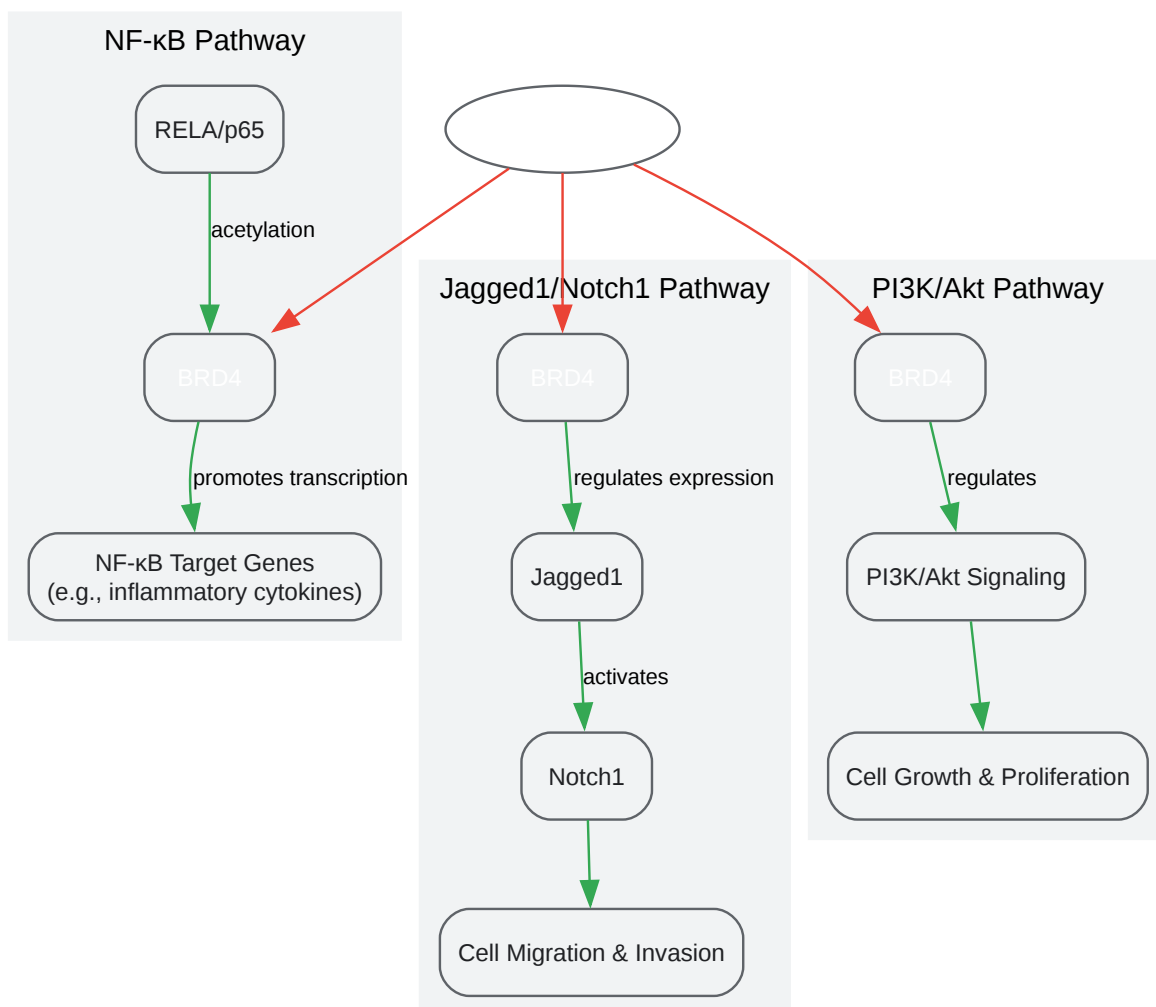 NF-κB Pathway
RELA/p65
acetylation
BRD4
promotes transcription
NF-κB Target Genes
(e.g., inflammatory cytokines)
Jagged1/Notch1 Pathway
BRD4
regulates expression
Jagged1
activates
Notch1
Cell Migration & Invasion
PI3K/Akt Pathway
BRD4
regulates
PI3K/Akt Signaling
Cell Growth & Proliferation